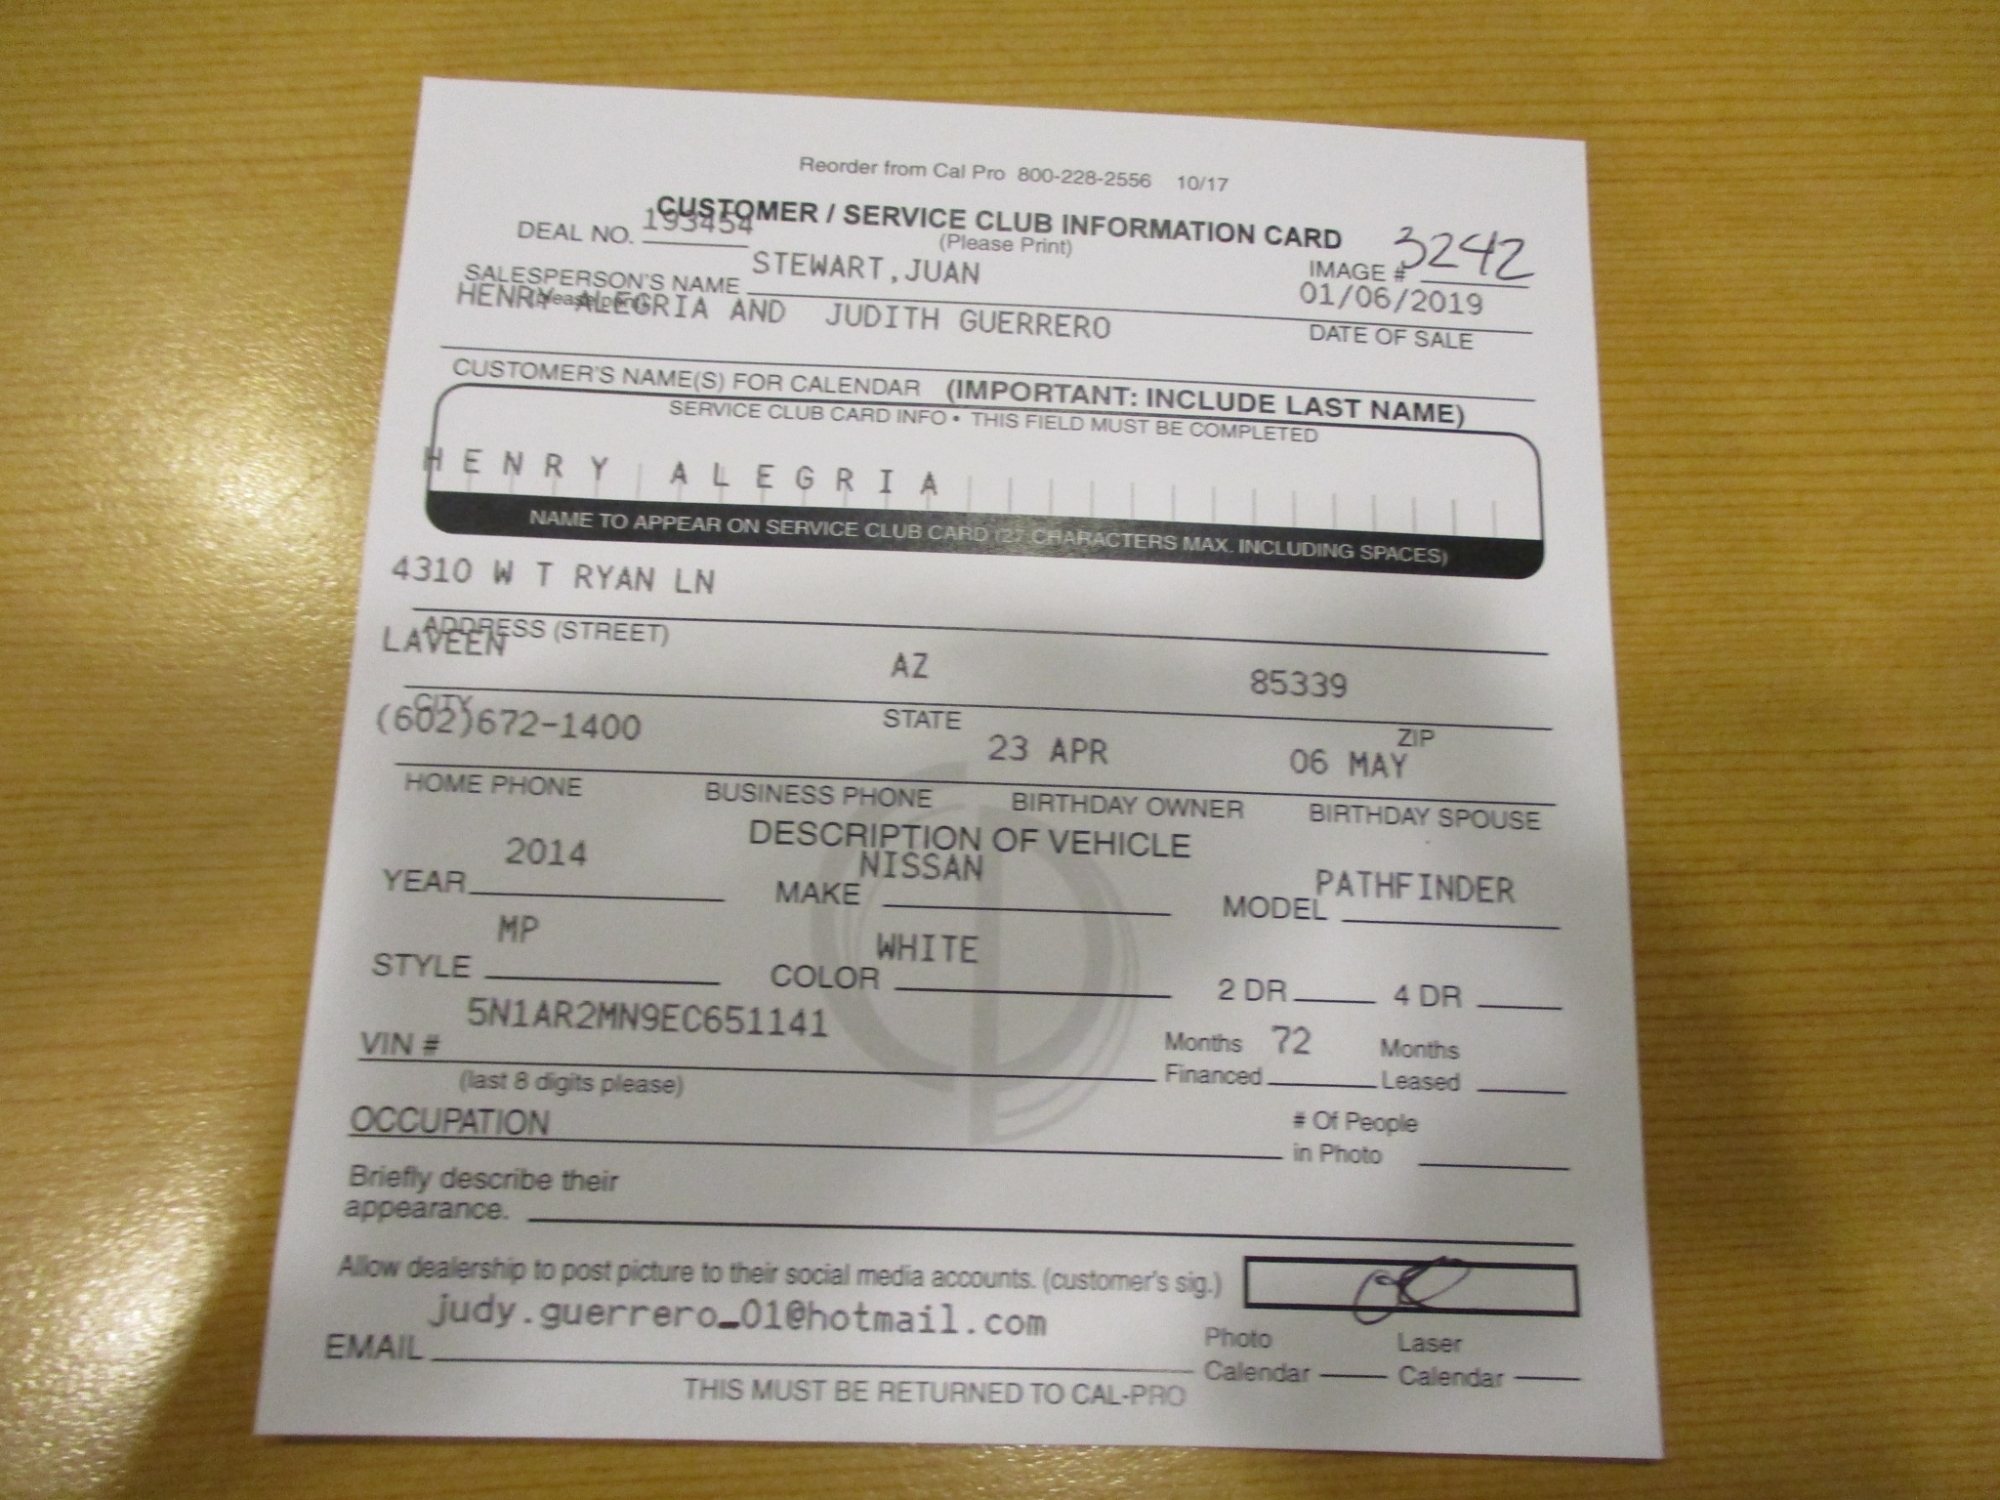 Reorder from Cal Pro 800-228-2556 10/17
CUSTOMER / SERVICE CLUB INFORMATION CARD
(Please Print)
DEAL NO. 193454
IMAGE # 3242
SALESPERSON'S NAME STEWART,JUAN
(please print)
01/06/2019
DATE OF SALE
HENRY ALEGRIA AND JUDITH GUERRERO
CUSTOMER'S NAME(S) FOR CALENDAR (IMPORTANT: INCLUDE LAST NAME)
SERVICE CLUB CARD INFO • THIS FIELD MUST BE COMPLETED
HENRY ALEGRIA
NAME TO APPEAR ON SERVICE CLUB CARD (27 CHARACTERS MAX. INCLUDING SPACES)
4310 W T RYAN LN
ADDRESS (STREET)
LAVEEN AZ 85339
CITY STATE ZIP
(602)672-1400 23 APR 06 MAY
HOME PHONE BUSINESS PHONE BIRTHDAY OWNER BIRTHDAY SPOUSE
DESCRIPTION OF VEHICLE
YEAR 2014 MAKE NISSAN MODEL PATHFINDER
STYLE MP COLOR WHITE 2 DR 4 DR
VIN # 5N1AR2MN9EC651141
(last 8 digits please)
Months 72 Months
Financed Leased
OCCUPATION
# Of People
in Photo
Briefly describe their
appearance.
Allow dealership to post picture to their social media accounts. (customer's sig.)
EMAIL judy.guerrero_01@hotmail.com
Photo Laser
Calendar Calendar
THIS MUST BE RETURNED TO CAL-PRO